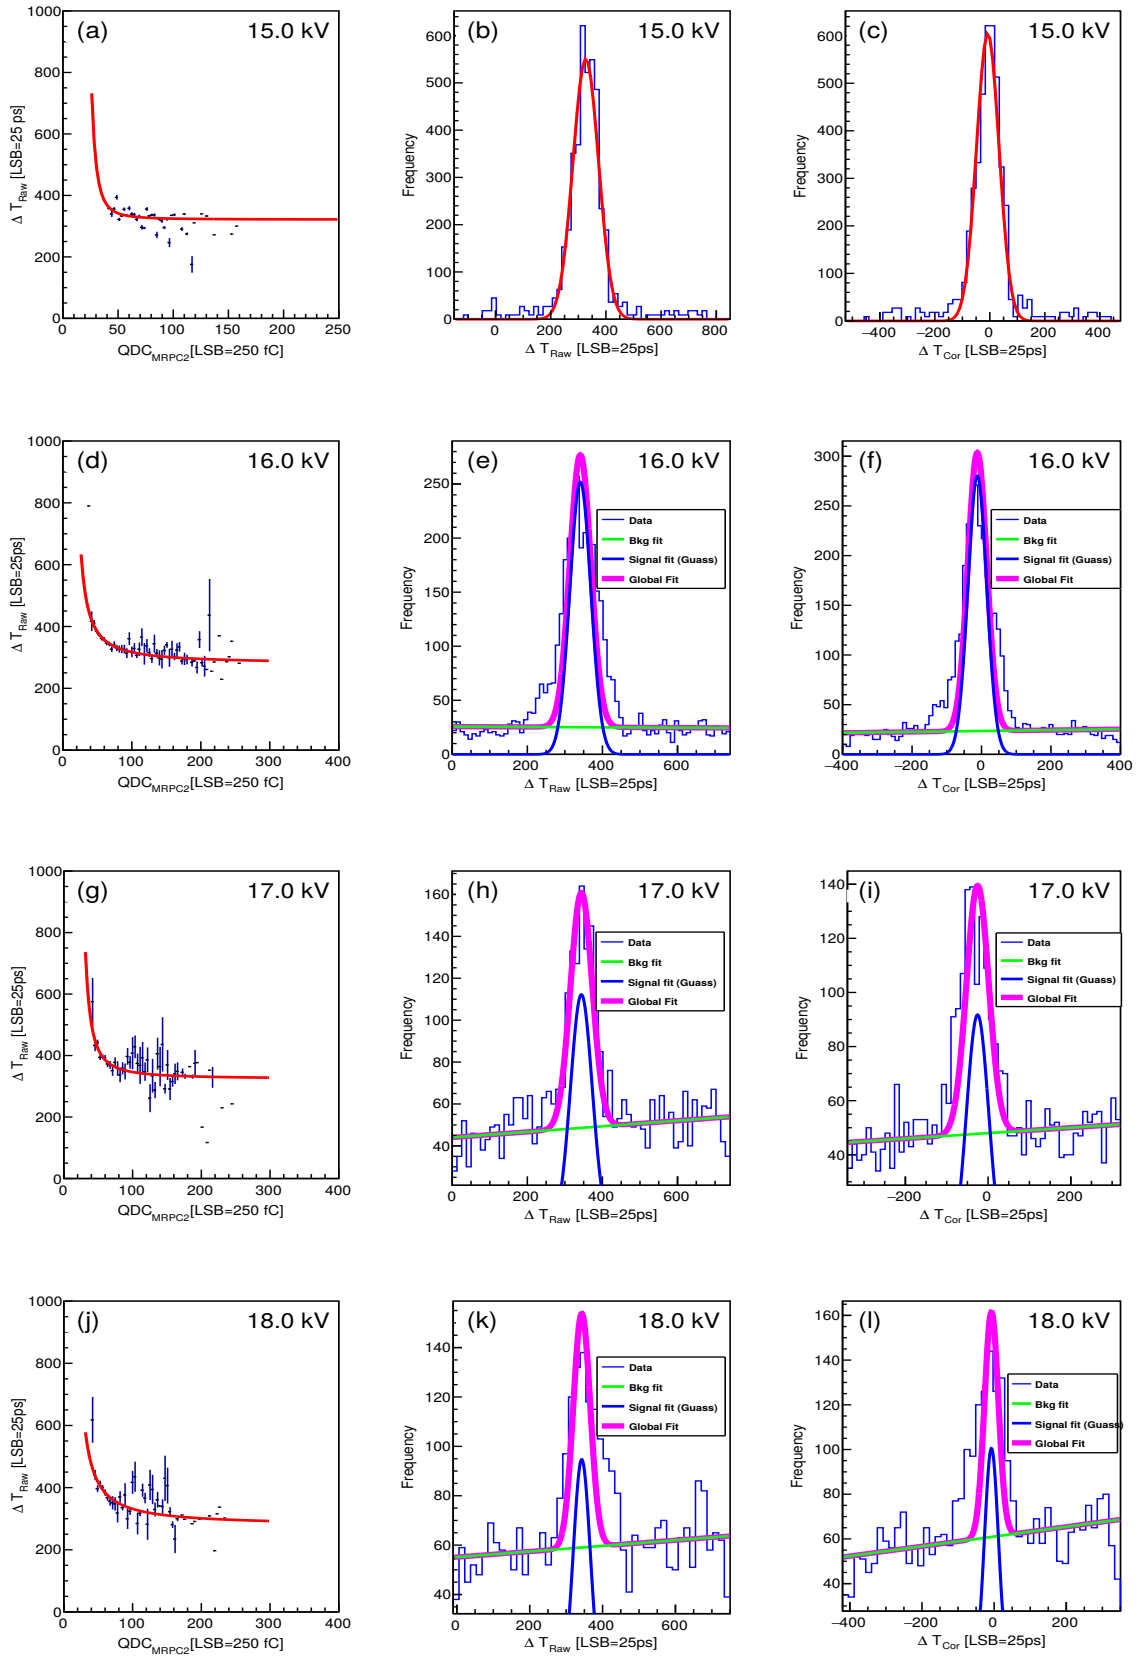 (a) 15.0 kV
1000
800
600
400
200
0
0 50 100 150 200 250
Δ T_Raw [LSB=25 ps]
QDC_MRPC2[LSB=250 fC]
(b) 15.0 kV
600
500
400
300
200
100
0
0 200 400 600 800
Frequency
Δ T_Raw [LSB=25ps]
(c) 15.0 kV
600
500
400
300
200
100
0
−400 −200 0 200 400
Frequency
Δ T_Cor [LSB=25ps]
(d) 16.0 kV
1000
800
600
400
200
0
0 100 200 300 400
Δ T_Raw [LSB=25ps]
QDC_MRPC2[LSB=250 fC]
(e) 16.0 kV
250
200
150
100
50
0
0 200 400 600
Frequency
Data
Bkg fit
Signal fit (Guass)
Global Fit
Δ T_Raw [LSB=25ps]
(f) 16.0 kV
300
250
200
150
100
50
0
−400 −200 0 200 400
Frequency
Data
Bkg fit
Signal fit (Guass)
Global Fit
Δ T_Cor [LSB=25ps]
(g) 17.0 kV
1000
800
600
400
200
0
0 100 200 300 400
Δ T_Raw [LSB=25ps]
QDC_MRPC2[LSB=250 fC]
(h) 17.0 kV
160
140
120
100
80
60
40
0 200 400 600
Frequency
Data
Bkg fit
Signal fit (Guass)
Global Fit
Δ T_Raw [LSB=25ps]
(i) 17.0 kV
140
120
100
80
60
40
−200 0 200
Frequency
Data
Bkg fit
Signal fit (Guass)
Global Fit
Δ T_Cor [LSB=25ps]
(j) 18.0 kV
1000
800
600
400
200
0
0 100 200 300 400
Δ T_Raw [LSB=25ps]
QDC_MRPC2[LSB=250 fC]
(k) 18.0 kV
140
120
100
80
60
40
0 200 400 600
Frequency
Data
Bkg fit
Signal fit (Guass)
Global Fit
Δ T_Raw [LSB=25ps]
(l) 18.0 kV
160
140
120
100
80
60
40
−400 −200 0 200
Frequency
Data
Bkg fit
Signal fit (Guass)
Global Fit
Δ T_Cor [LSB=25ps]